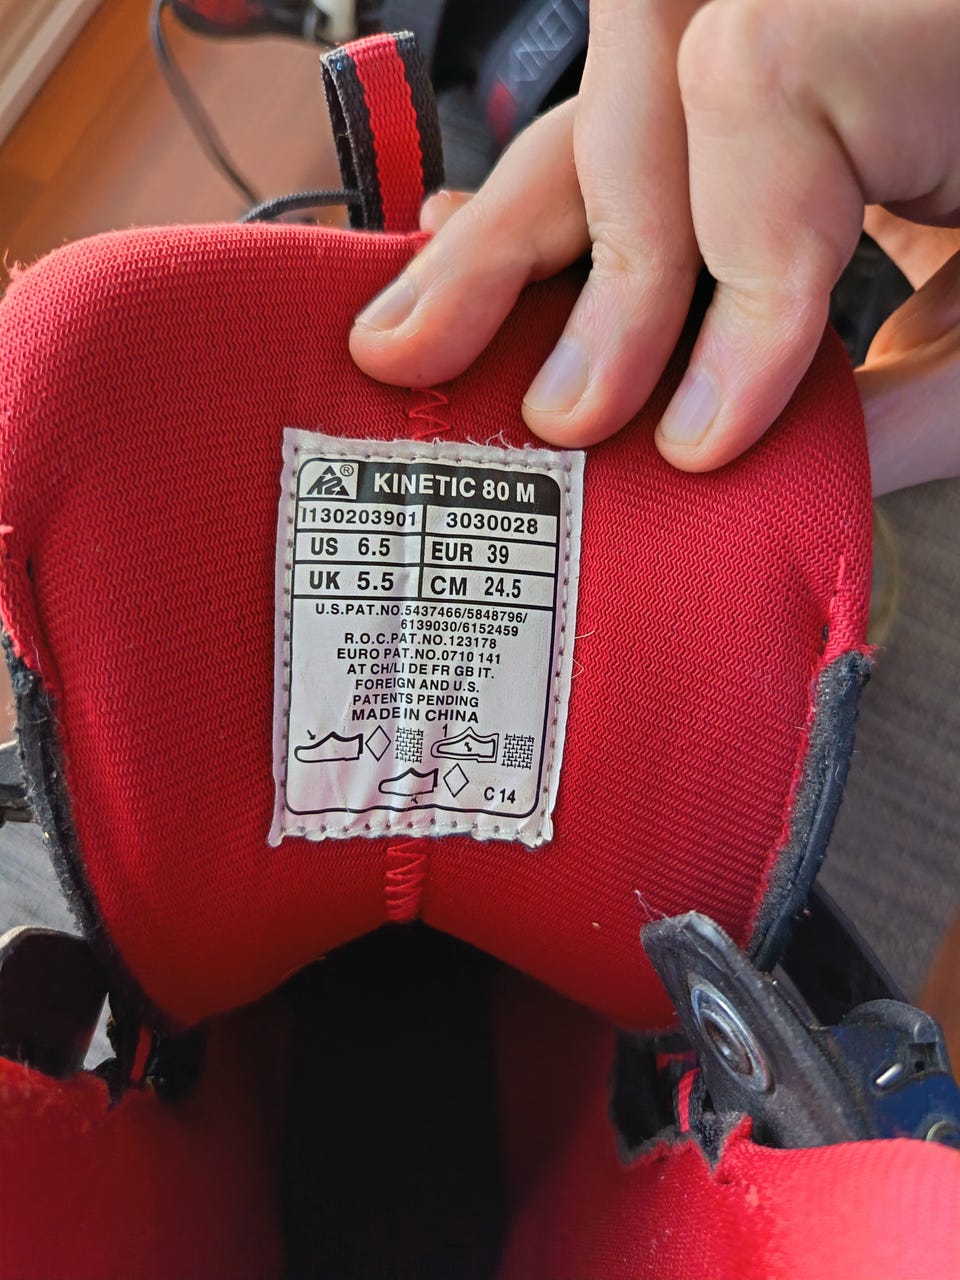 K2® KINETIC 80 M
I130203901 3030028
US 6.5 EUR 39
UK 5.5 CM 24.5
U.S.PAT.NO.5437466/5848796/
6139030/6152459
R.O.C.PAT.NO.123178
EURO PAT.NO.0710 141
AT CH/LI DE FR GB IT.
FOREIGN AND U.S.
PATENTS PENDING
MADE IN CHINA
1
C 14